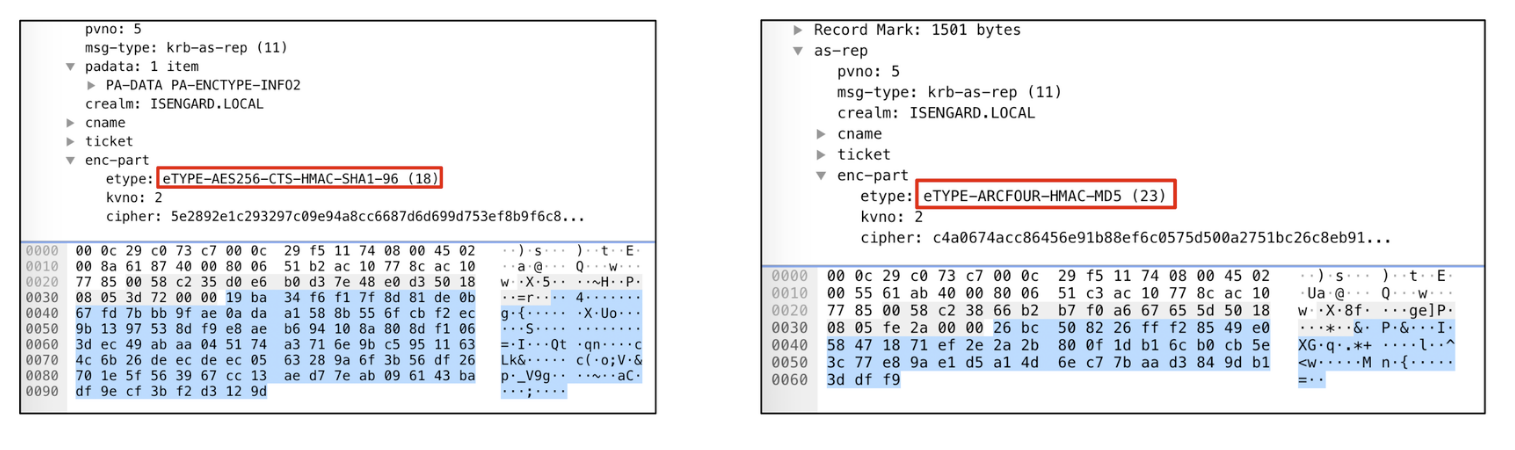 pvno: 5
msg-type: krb-as-rep (11)
padata: 1 item
PA-DATA PA-ENCTYPE-INFO2
crealm: ISENGARD.LOCAL
cname
ticket
enc-part
etype: eTYPE-AES256-CTS-HMAC-SHA1-96 (18)
kvno: 2
cipher: 5e2892e1c293297c09e94a8cc6687d6d699d753ef8b9f6c8...
0000 00 0c 29 c0 73 c7 00 0c 29 f5 11 74 08 00 45 02 ··)·s··· )··t··E·
0010 00 8a 61 87 40 00 80 06 51 b2 ac 10 77 8c ac 10 ··a·@··· Q···w···
0020 77 85 00 58 c2 35 d0 e6 b0 d3 7e 48 e0 d3 50 18 w··X·5·· ··~H··P·
0030 08 05 3d 72 00 00 19 ba 34 f6 f1 7f 8d 81 de 0b ··=r···· 4·······
0040 67 fd 7b bb 9f ae 0a da a1 58 8b 55 6f cb f2 ec g·{····· ·X·Uo···
0050 9b 13 97 53 8d f9 e8 ae b6 94 10 8a 80 8d f1 06 ···S···· ········
0060 3d ec 49 ab aa 04 51 74 a3 71 6e 9b c5 95 11 63 =·I···Qt ·qn····c
0070 4c 6b 26 de ec de ec 05 63 28 9a 6f 3b 56 df 26 Lk&····· c(·o;V·&
0080 70 1e 5f 56 39 67 cc 13 ae d7 7e ab 09 61 43 ba p·_V9g·· ··~··aC·
0090 df 9e cf 3b f2 d3 12 9d ···;····
Record Mark: 1501 bytes
as-rep
pvno: 5
msg-type: krb-as-rep (11)
crealm: ISENGARD.LOCAL
cname
ticket
enc-part
etype: eTYPE-ARCFOUR-HMAC-MD5 (23)
kvno: 2
cipher: c4a0674acc86456e91b88ef6c0575d500a2751bc26c8eb91...
0000 00 0c 29 c0 73 c7 00 0c 29 f5 11 74 08 00 45 02 ··)·s··· )··t··E·
0010 00 55 61 ab 40 00 80 06 51 c3 ac 10 77 8c ac 10 ·Ua·@··· Q···w···
0020 77 85 00 58 c2 38 66 b2 b7 f0 a6 67 65 5d 50 18 w··X·8f· ···ge]P·
0030 08 05 fe 2a 00 00 26 bc 50 82 26 ff f2 85 49 e0 ···*··&· P·&···I·
0040 58 47 18 71 ef 2e 2a 2b 80 0f 1d b1 6c b0 cb 5e XG·q·.*+ ····l··^
0050 3c 77 e8 9a e1 d5 a1 4d 6e c7 7b aa d3 84 9d b1 <w·····M n·{·····
0060 3d df f9 =··